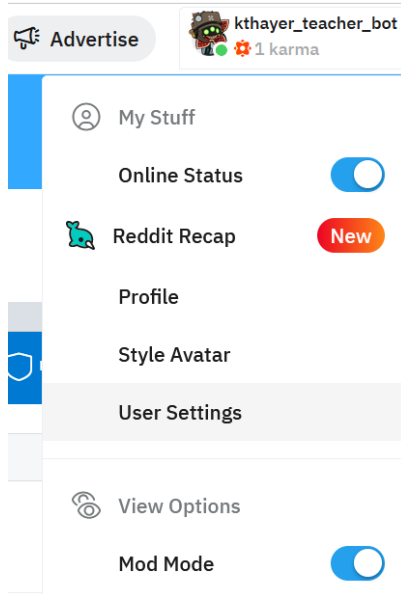 Advertise
kthayer_teacher_bot
1 karma
My Stuff
Online Status
Reddit Recap
New
Profile
Style Avatar
User Settings
View Options
Mod Mode